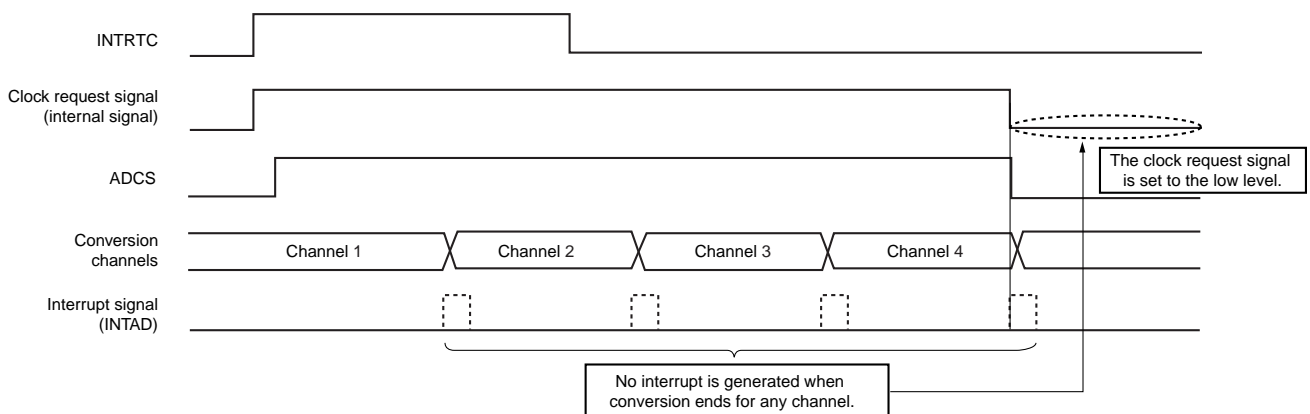 INTRTC
Clock request signal
(internal signal)
The clock request signal
is set to the low level.
ADCS
Conversion
channels
Channel 1
Channel 2
Channel 3
Channel 4
Interrupt signal
(INTAD)
No interrupt is generated when
conversion ends for any channel.